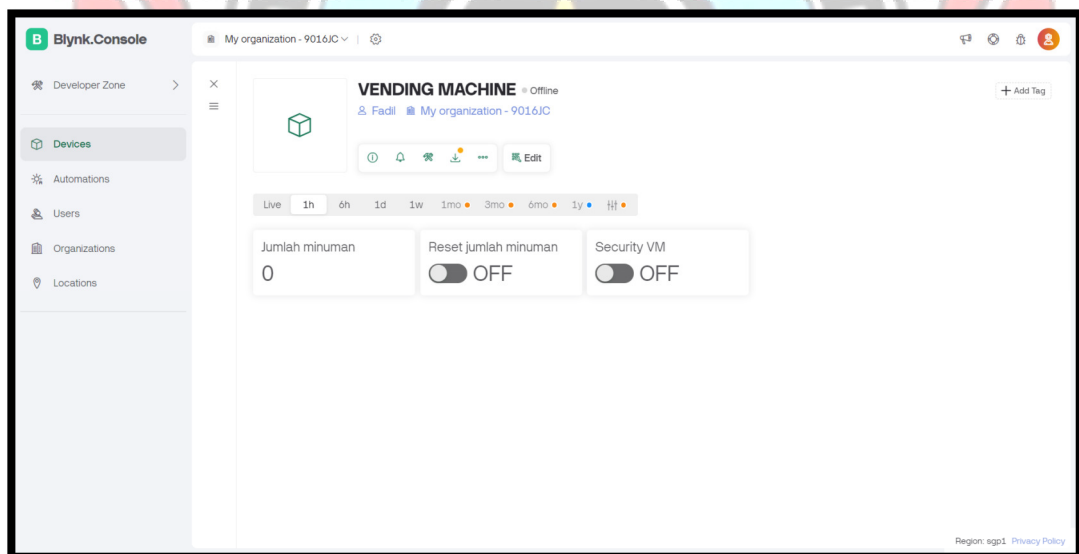 B Blynk.Console
My organization - 9016JC
Developer Zone
Devices
Automations
Users
Organizations
Locations
VENDING MACHINE Offline
Fadil My organization - 9016JC
Edit
+ Add Tag
Live 1h 6h 1d 1w 1mo 3mo 6mo 1y
Jumlah minuman
0
Reset jumlah minuman
OFF
Security VM
OFF
Region: sgp1 Privacy Policy